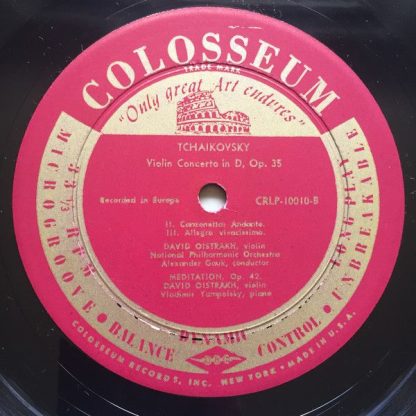 COLOSSEUM
TRADE MARK
"Only great Art endures"
TCHAIKOVSKY
Violin Concerto in D, Op. 35
Recorded in Europe
CRLP-10010-B
II. Canzonetta: Andante.
III. Allegro vivacissimo.
DAVID OISTRAKH, violin
National Philharmonic Orchestra
Alexander Gauk, conductor
MEDITATION, Op. 42.
DAVID OISTRAKH, violin
Vladimir Yampolsky, piano
MICROGROOVE
33⅓ RPM
LONG PLAY
UNBREAKABLE
DYNAMIC
BALANCE
CONTROL
COLOSSEUM RECORDS, INC. NEW YORK • MADE IN U.S.A.